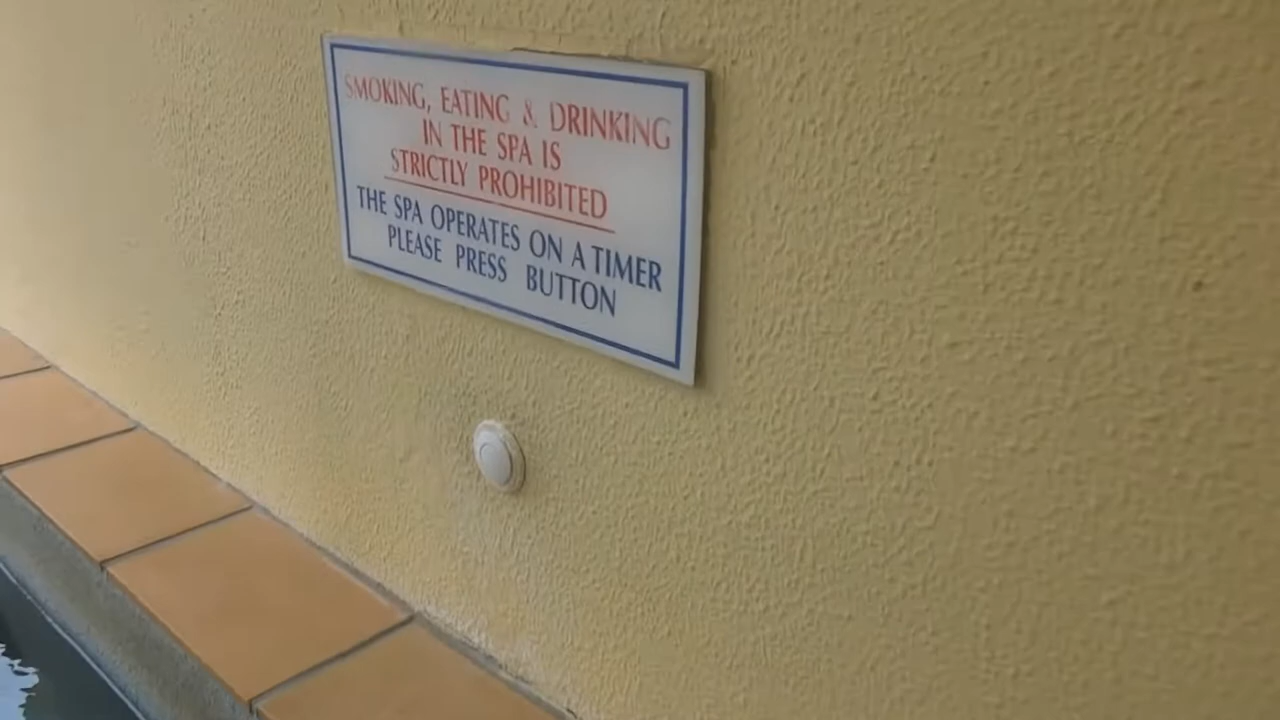 SMOKING, EATING & DRINKING
IN THE SPA IS
STRICTLY PROHIBITED
THE SPA OPERATES ON A TIMER
PLEASE PRESS BUTTON